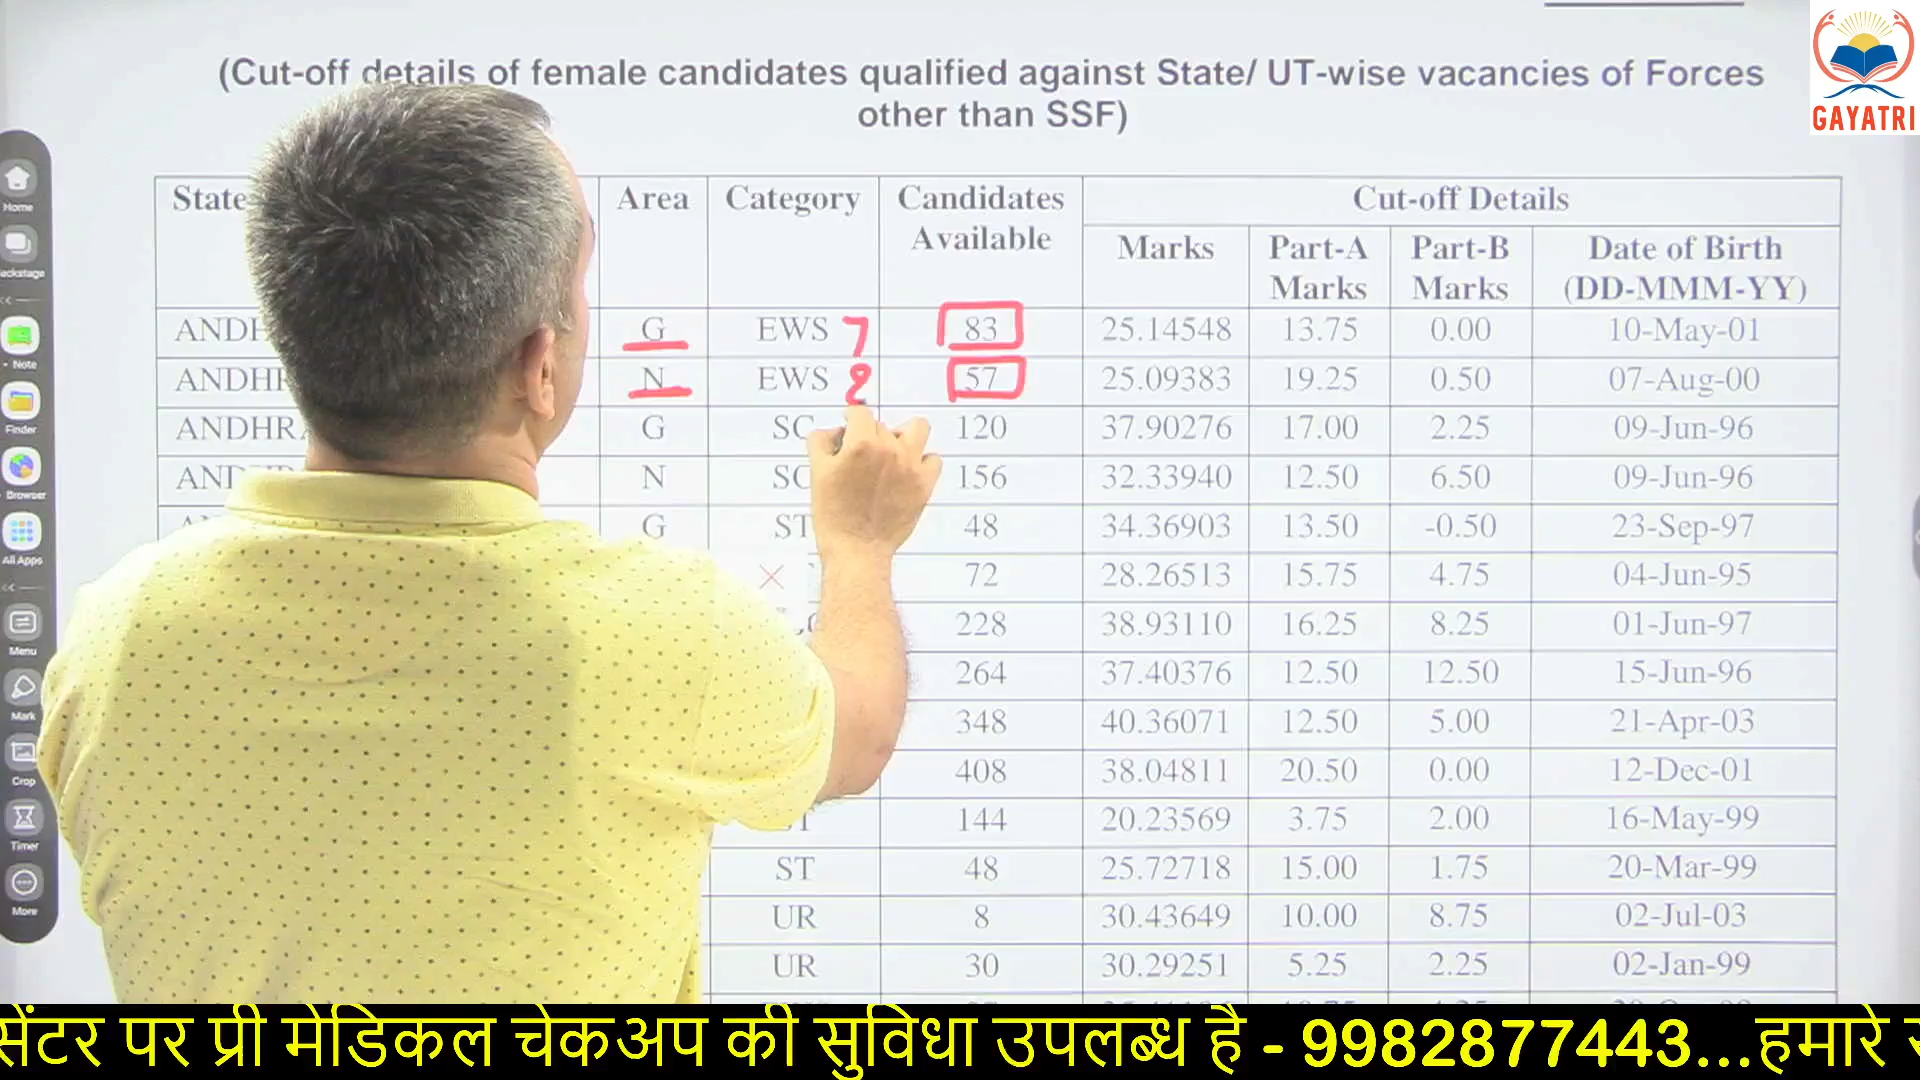 (Cut-off details of female candidates qualified against State/ UT-wise vacancies of Forces
other than SSF)
GAYATRI
State Area Category Candidates Available Cut-off Details
Marks Part-A Marks Part-B Marks Date of Birth (DD-MMM-YY)
G EWS 7 83 25.14548 13.75 0.00 10-May-01
N EWS 8 57 25.09383 19.25 0.50 07-Aug-00
G SC 120 37.90276 17.00 2.25 09-Jun-96
N SC 156 32.33940 12.50 6.50 09-Jun-96
G ST 48 34.36903 13.50 -0.50 23-Sep-97
72 28.26513 15.75 4.75 04-Jun-95
228 38.93110 16.25 8.25 01-Jun-97
264 37.40376 12.50 12.50 15-Jun-96
348 40.36071 12.50 5.00 21-Apr-03
408 38.04811 20.50 0.00 12-Dec-01
144 20.23569 3.75 2.00 16-May-99
ST 48 25.72718 15.00 1.75 20-Mar-99
UR 8 30.43649 10.00 8.75 02-Jul-03
UR 30 30.29251 5.25 2.25 02-Jan-99
Home
Note
Finder
Browser
All Apps
Menu
Mark
Crop
Timer
More
सेंटर पर प्री मेडिकल चेकअप की सुविधा उपलब्ध है - 9982877443...हमारे